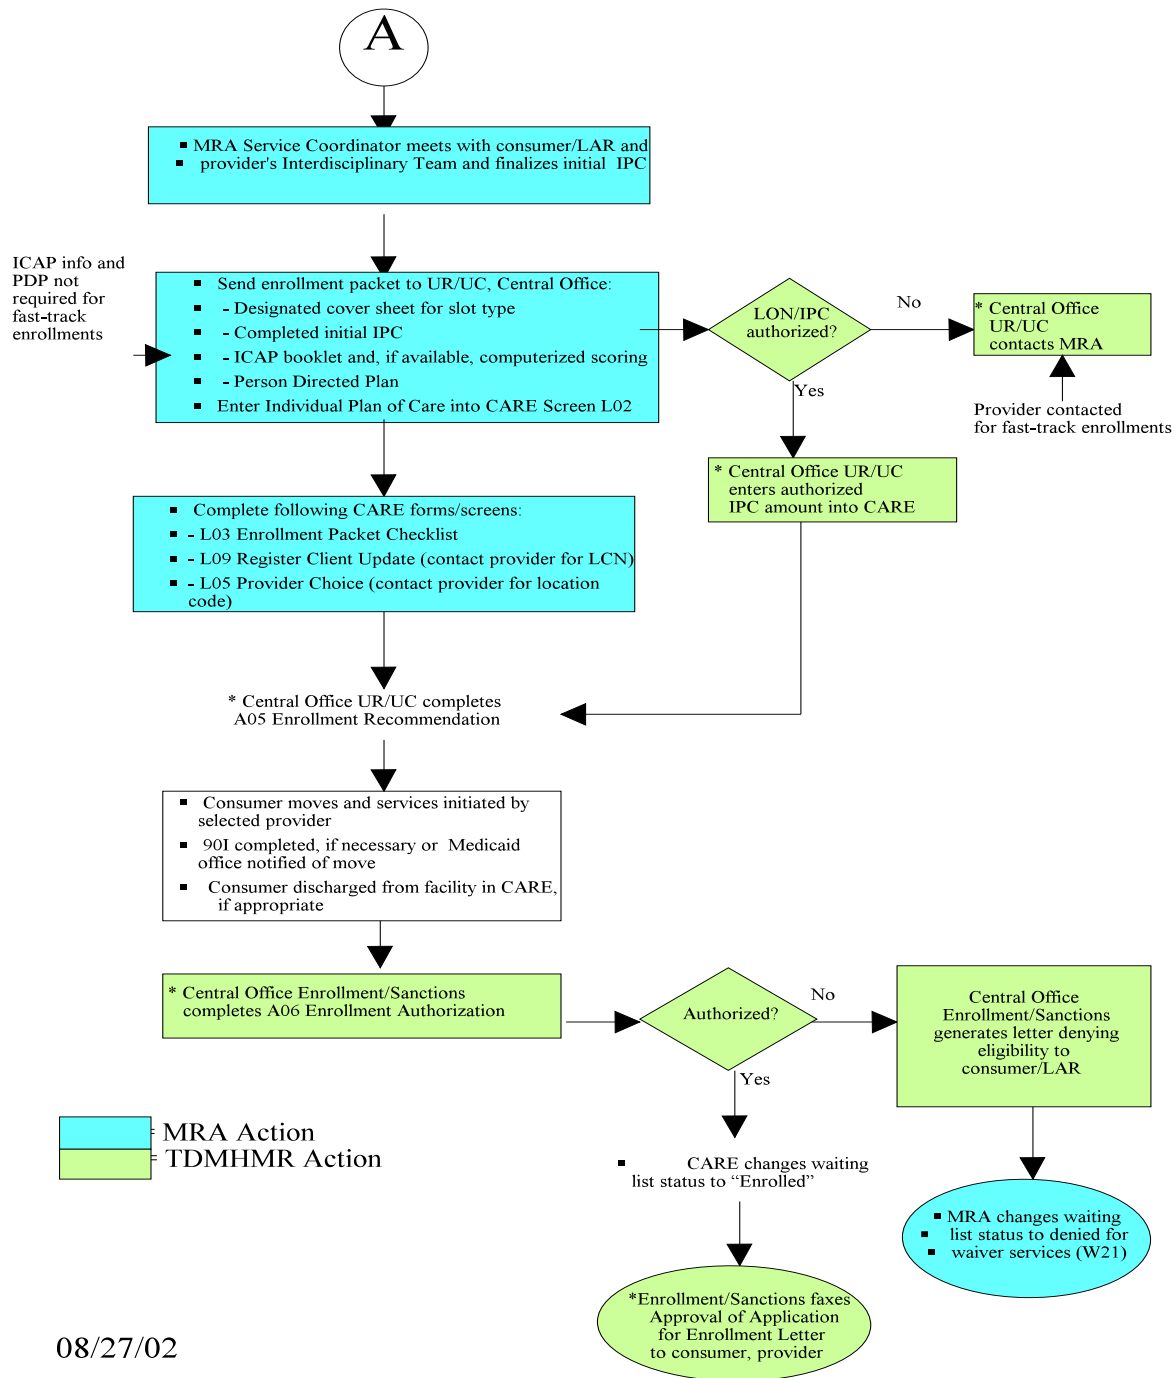 A
▪ MRA Service Coordinator meets with consumer/LAR and
▪ provider's Interdisciplinary Team and finalizes initial IPC
ICAP info and
PDP not
required for
fast-track
enrollments
▪ Send enrollment packet to UR/UC, Central Office:
▪ - Designated cover sheet for slot type
▪ - Completed initial IPC
▪ - ICAP booklet and, if available, computerized scoring
▪ - Person Directed Plan
▪ Enter Individual Plan of Care into CARE Screen L02
LON/IPC
authorized?
No
* Central Office
UR/UC
contacts MRA
Yes
Provider contacted
for fast-track enrollments
* Central Office UR/UC
enters authorized
IPC amount into CARE
▪ Complete following CARE forms/screens:
▪ - L03 Enrollment Packet Checklist
▪ - L09 Register Client Update (contact provider for LCN)
▪ - L05 Provider Choice (contact provider for location
code)
* Central Office UR/UC completes
A05 Enrollment Recommendation
▪ Consumer moves and services initiated by
selected provider
▪ 90I completed, if necessary or Medicaid
office notified of move
▪ Consumer discharged from facility in CARE,
if appropriate
* Central Office Enrollment/Sanctions
completes A06 Enrollment Authorization
Authorized?
No
Central Office
Enrollment/Sanctions
generates letter denying
eligibility to
consumer/LAR
Yes
= MRA Action
= TDMHMR Action
▪ CARE changes waiting
list status to “Enrolled”
▪ MRA changes waiting
▪ list status to denied for
▪ waiver services (W21)
*Enrollment/Sanctions faxes
Approval of Application
for Enrollment Letter
to consumer, provider
08/27/02